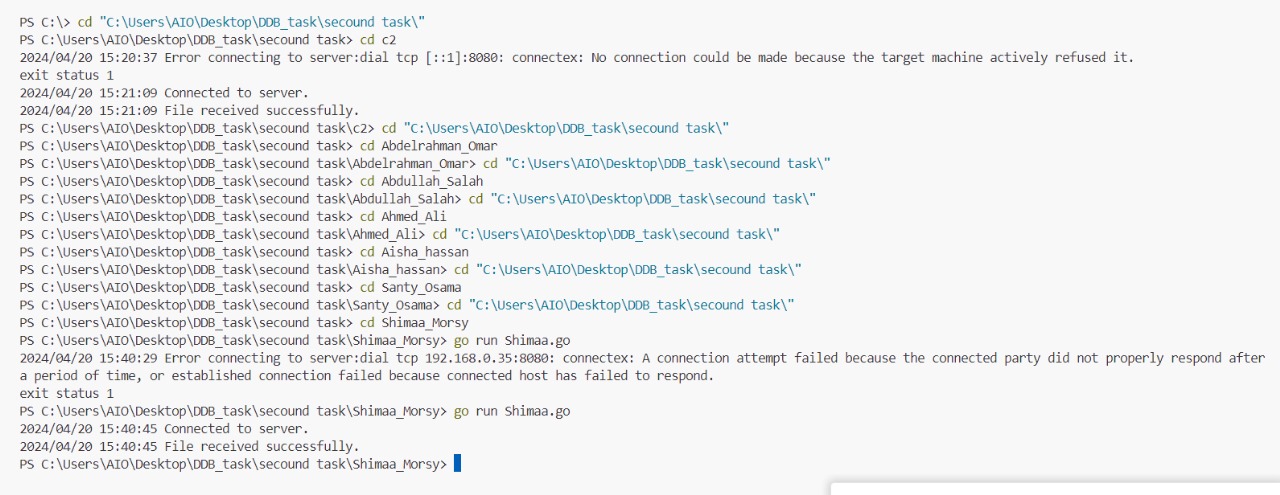 PS C:\> cd "C:\Users\AIO\Desktop\DDB_task\secound task\"
PS C:\Users\AIO\Desktop\DDB_task\secound task> cd c2
2024/04/20 15:20:37 Error connecting to server:dial tcp [::1]:8080: connectex: No connection could be made because the target machine actively refused it.
exit status 1
2024/04/20 15:21:09 Connected to server.
2024/04/20 15:21:09 File received successfully.
PS C:\Users\AIO\Desktop\DDB_task\secound task\c2> cd "C:\Users\AIO\Desktop\DDB_task\secound task\"
PS C:\Users\AIO\Desktop\DDB_task\secound task> cd Abdelrahman_Omar
PS C:\Users\AIO\Desktop\DDB_task\secound task\Abdelrahman_Omar> cd "C:\Users\AIO\Desktop\DDB_task\secound task\"
PS C:\Users\AIO\Desktop\DDB_task\secound task> cd Abdullah_Salah
PS C:\Users\AIO\Desktop\DDB_task\secound task\Abdullah_Salah> cd "C:\Users\AIO\Desktop\DDB_task\secound task\"
PS C:\Users\AIO\Desktop\DDB_task\secound task> cd Ahmed_Ali
PS C:\Users\AIO\Desktop\DDB_task\secound task\Ahmed_Ali> cd "C:\Users\AIO\Desktop\DDB_task\secound task\"
PS C:\Users\AIO\Desktop\DDB_task\secound task> cd Aisha_hassan
PS C:\Users\AIO\Desktop\DDB_task\secound task\Aisha_hassan> cd "C:\Users\AIO\Desktop\DDB_task\secound task\"
PS C:\Users\AIO\Desktop\DDB_task\secound task> cd Santy_Osama
PS C:\Users\AIO\Desktop\DDB_task\secound task\Santy_Osama> cd "C:\Users\AIO\Desktop\DDB_task\secound task\"
PS C:\Users\AIO\Desktop\DDB_task\secound task> cd Shimaa_Morsy
PS C:\Users\AIO\Desktop\DDB_task\secound task\Shimaa_Morsy> go run Shimaa.go
2024/04/20 15:40:29 Error connecting to server:dial tcp 192.168.0.35:8080: connectex: A connection attempt failed because the connected party did not properly respond after
a period of time, or established connection failed because connected host has failed to respond.
exit status 1
PS C:\Users\AIO\Desktop\DDB_task\secound task\Shimaa_Morsy> go run Shimaa.go
2024/04/20 15:40:45 Connected to server.
2024/04/20 15:40:45 File received successfully.
PS C:\Users\AIO\Desktop\DDB_task\secound task\Shimaa_Morsy>